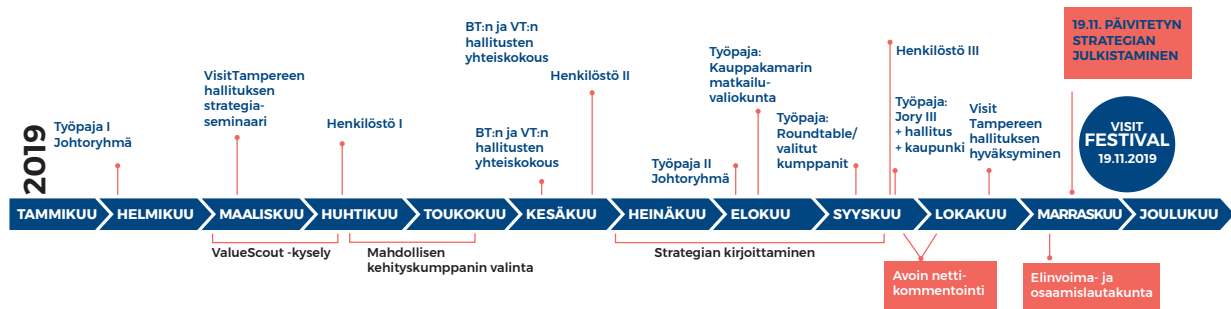 2019
Työpaja I
Johtoryhmä
VisitTampereen
hallituksen
strategia-
seminaari
Henkilöstö I
BT:n ja VT:n
hallitusten
yhteiskokous
BT:n ja VT:n
hallitusten
yhteiskokous
Henkilöstö II
Työpaja II
Johtoryhmä
Työpaja:
Kauppakamarin
matkailu-
valiokunta
Työpaja:
Roundtable/
valitut
kumppanit
Henkilöstö III
Työpaja:
Jory III
+ hallitus
+ kaupunki
Visit
Tampereen
hallituksen
hyväksyminen
19.11. PÄIVITETYN
STRATEGIAN
JULKISTAMINEN
VISIT
FESTIVAL
19.11.2019
TAMMIKUU
HELMIKUU
MAALISKUU
HUHTIKUU
TOUKOKUU
KESÄKUU
HEINÄKUU
ELOKUU
SYYSKUU
LOKAKUU
MARRASKUU
JOULUKUU
ValueScout -kysely
Mahdollisen
kehityskumppanin valinta
Strategian kirjoittaminen
Avoin netti-
kommentointi
Elinvoima- ja
osaamislautakunta